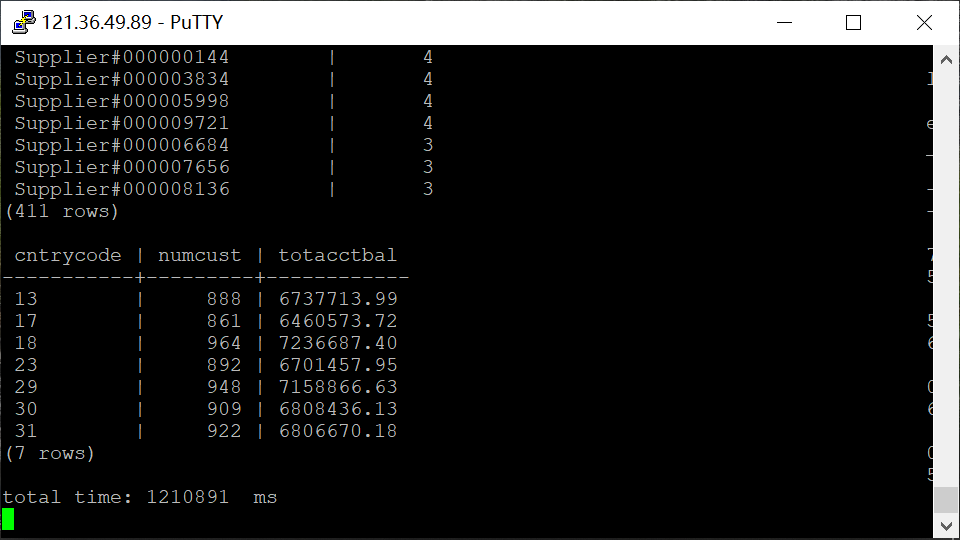 121.36.49.89 - PuTTY
Supplier#000000144 | 4
Supplier#000003834 | 4
Supplier#000005998 | 4
Supplier#000009721 | 4
Supplier#000006684 | 3
Supplier#000007656 | 3
Supplier#000008136 | 3
(411 rows)
cntrycode | numcust | totacctbal
-----------+---------+------------
13 | 888 | 6737713.99
17 | 861 | 6460573.72
18 | 964 | 7236687.40
23 | 892 | 6701457.95
29 | 948 | 7158866.63
30 | 909 | 6808436.13
31 | 922 | 6806670.18
(7 rows)
total time: 1210891 ms